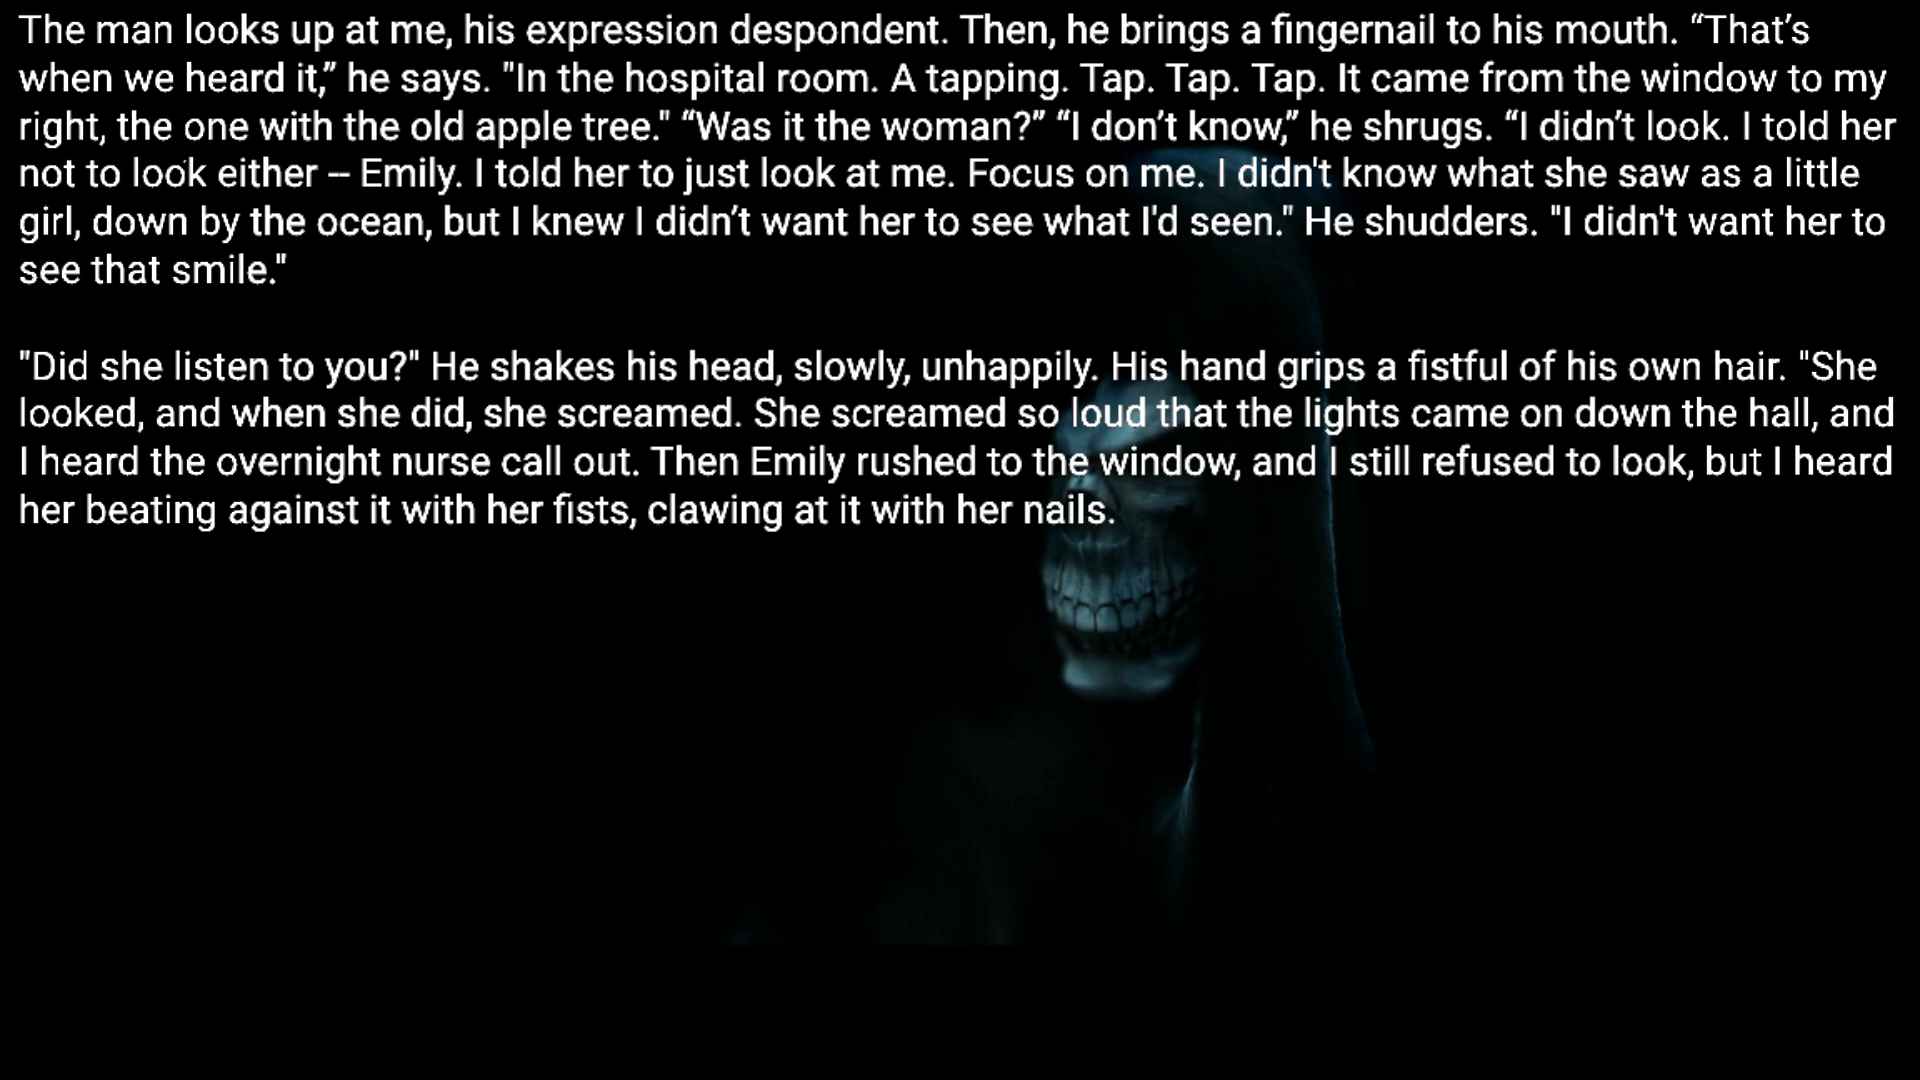 The man looks up at me, his expression despondent. Then, he brings a fingernail to his mouth. “That’s
when we heard it,” he says. "In the hospital room. A tapping. Tap. Tap. Tap. It came from the window to my
right, the one with the old apple tree." “Was it the woman?” “I don’t know,” he shrugs. “I didn’t look. I told her
not to look either -- Emily. I told her to just look at me. Focus on me. I didn't know what she saw as a little
girl, down by the ocean, but I knew I didn’t want her to see what I'd seen." He shudders. "I didn't want her to
see that smile."

"Did she listen to you?" He shakes his head, slowly, unhappily. His hand grips a fistful of his own hair. "She
looked, and when she did, she screamed. She screamed so loud that the lights came on down the hall, and
I heard the overnight nurse call out. Then Emily rushed to the window, and I still refused to look, but I heard
her beating against it with her fists, clawing at it with her nails.